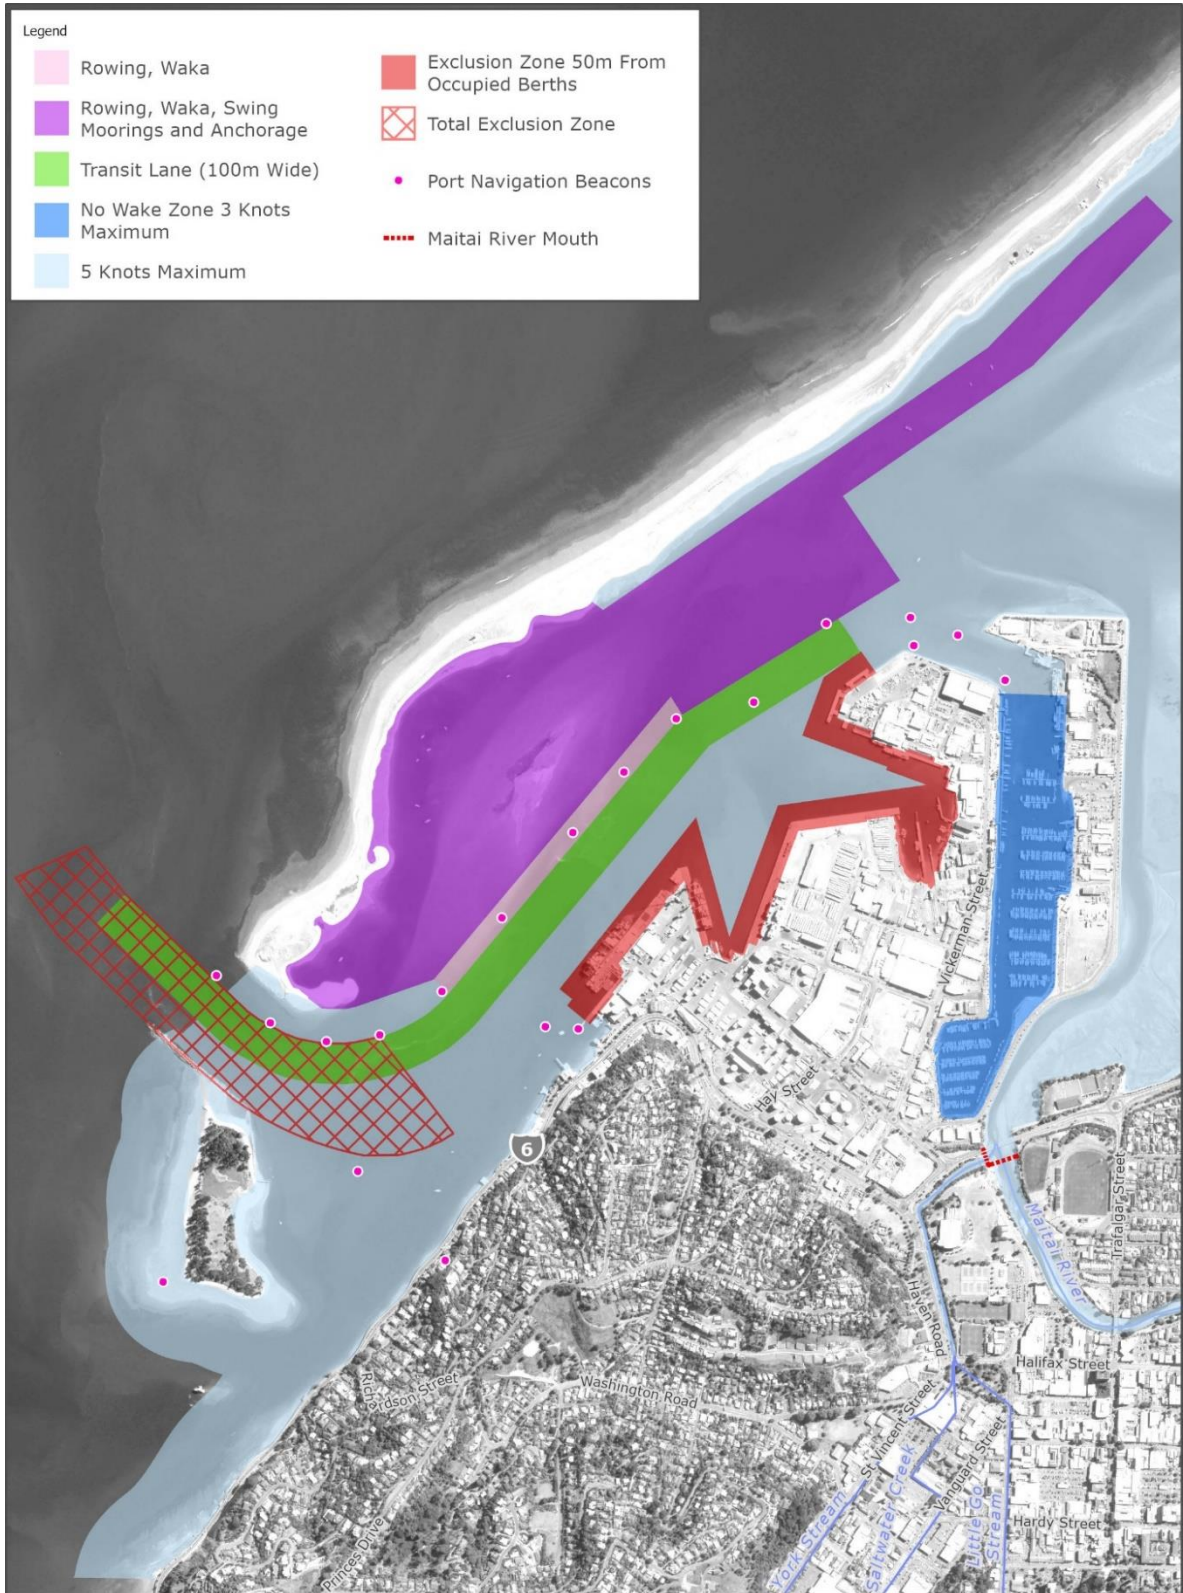 Legend
Rowing, Waka
Rowing, Waka, Swing
Moorings and Anchorage
Transit Lane (100m Wide)
No Wake Zone 3 Knots
Maximum
5 Knots Maximum
Exclusion Zone 50m From
Occupied Berths
Total Exclusion Zone
Port Navigation Beacons
Maitai River Mouth
Vickerman Street
Hay Street
6
Trafalgar Street
Maitai River
Haven Road
Halifax Street
Richardson Street
Washington Road
St Vincent Street
Vanguard Street
Hardy Street
Princes Drive
York Stream
Saltwater Creek
Little Go
Stream